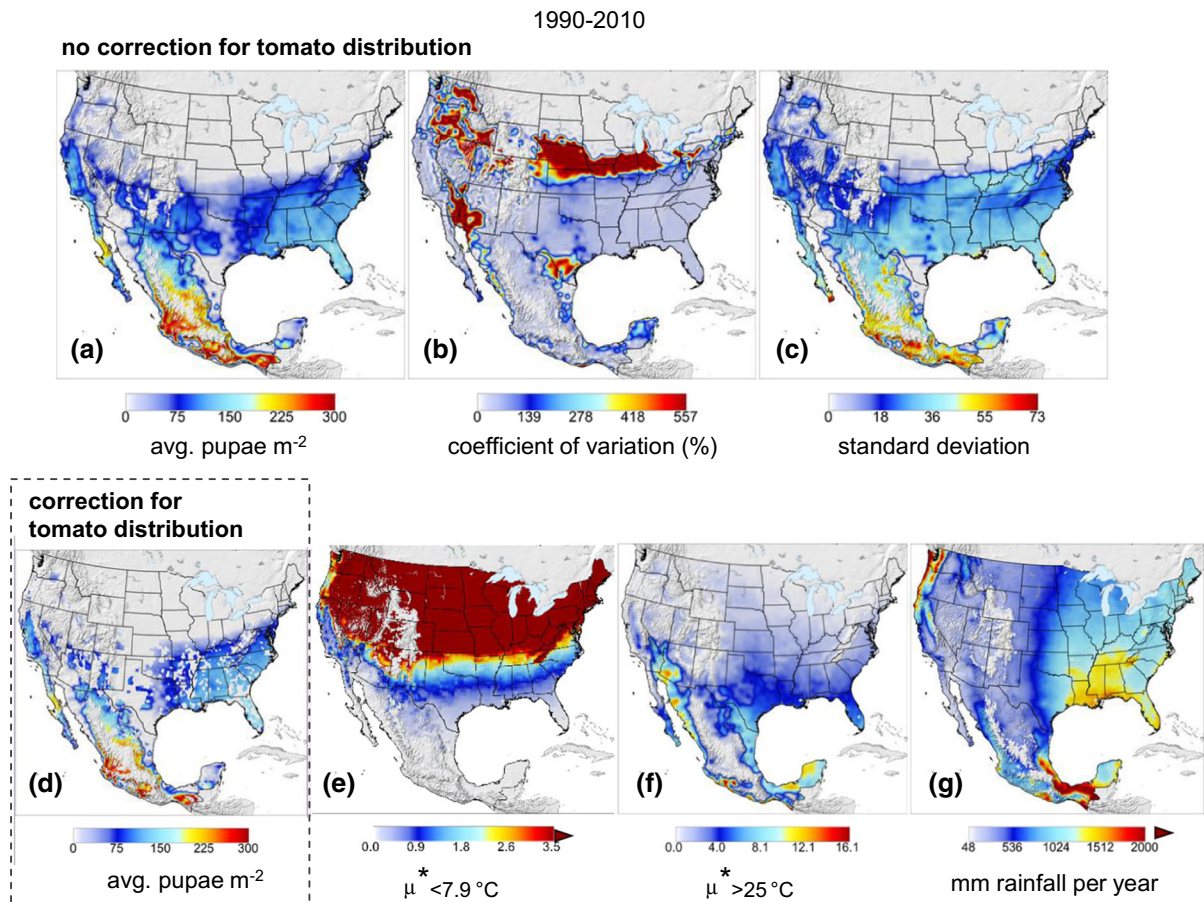 1990-2010
no correction for tomato distribution
(a) (b) (c)
0 75 150 225 300
avg. pupae m-2
0 139 278 418 557
coefficient of variation (%)
0 18 36 55 73
standard deviation
correction for
tomato distribution
(d) (e) (f) (g)
0 75 150 225 300
avg. pupae m-2
0.0 0.9 1.8 2.6 3.5
μ* <7.9 °C
0.0 4.0 8.1 12.1 16.1
μ* >25 °C
48 536 1024 1512 2000
mm rainfall per year